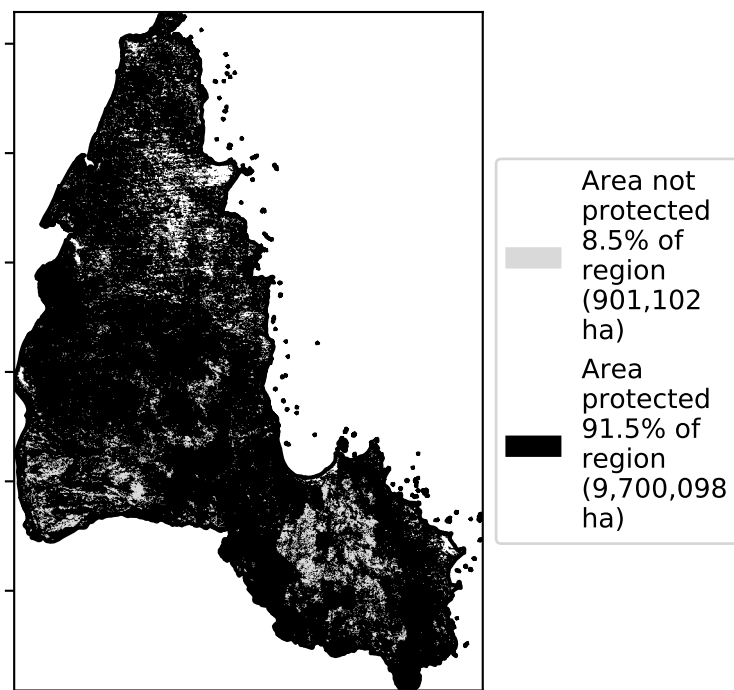 Area not
protected
8.5% of
region
(901,102
ha)
Area
protected
91.5% of
region
(9,700,098
ha)